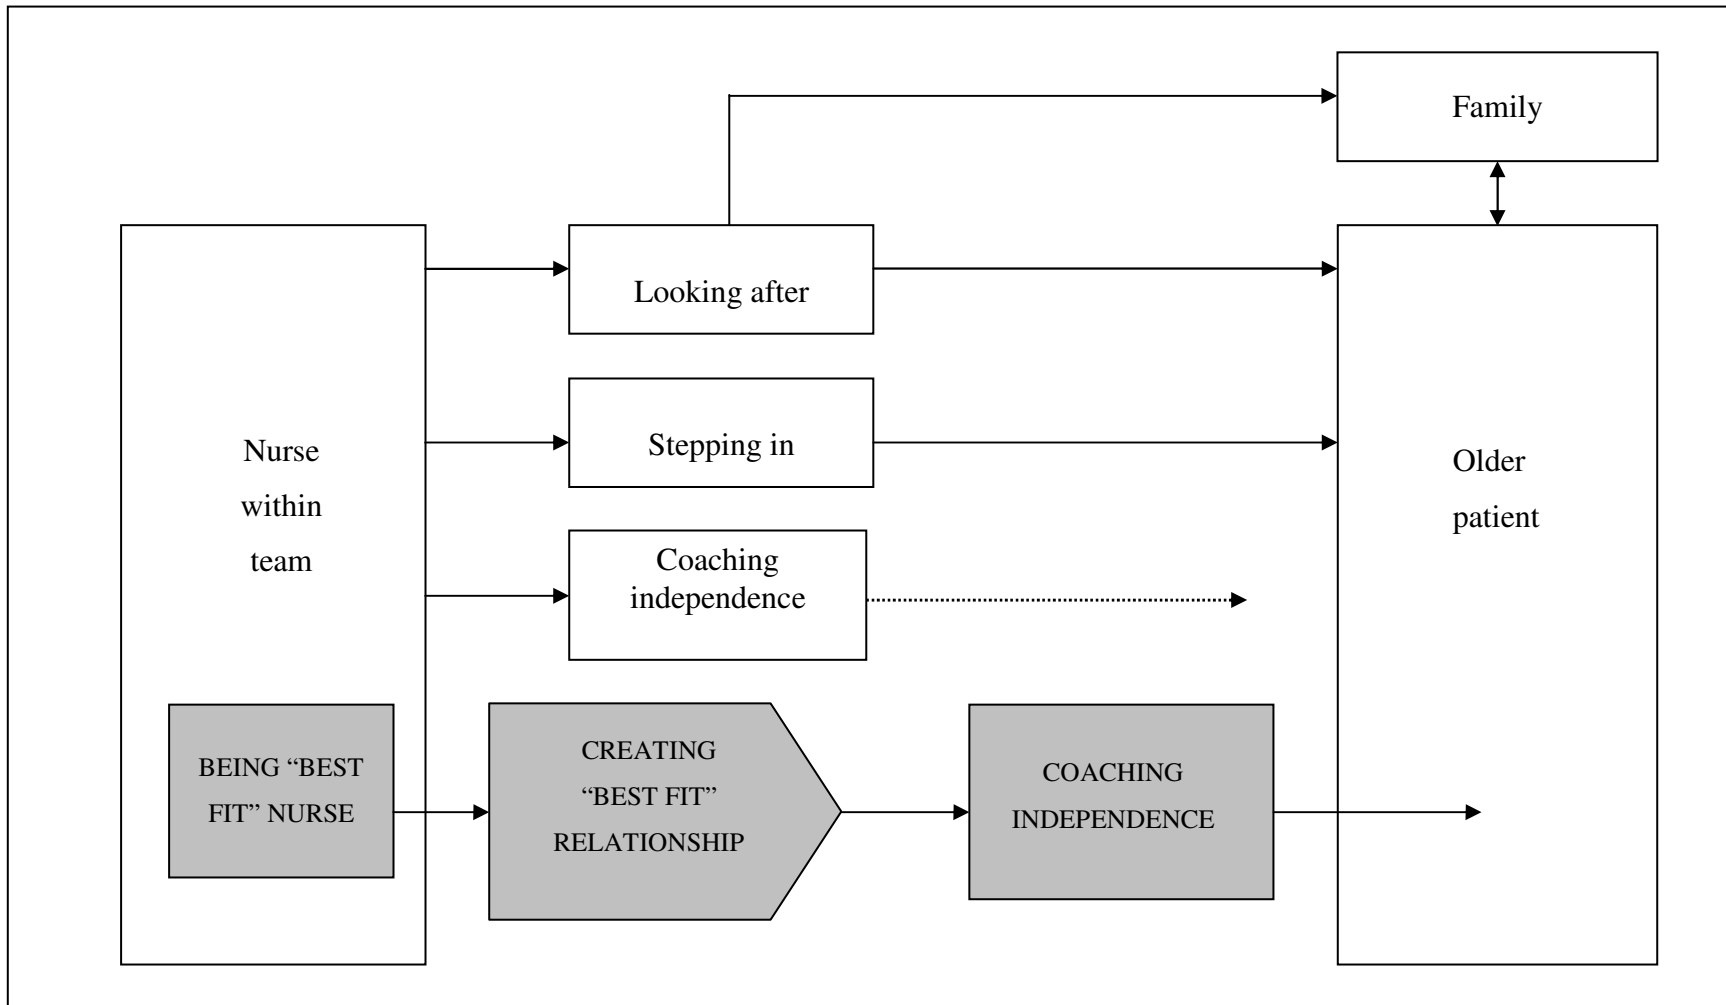 Family
Looking after
Stepping in
Nurse
within
team
Older
patient
Coaching
independence
BEING “BEST
FIT” NURSE
CREATING
“BEST FIT”
RELATIONSHIP
COACHING
INDEPENDENCE